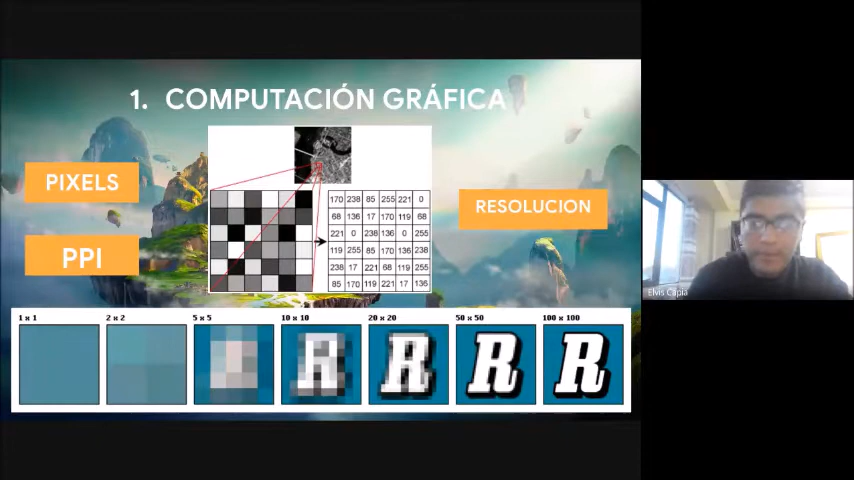 1. COMPUTACIÓN GRÁFICA
PIXELS
PPI
RESOLUCION
170 238 85 255 221 0
68 136 17 170 119 68
221 0 238 136 0 255
119 255 85 170 136 238
238 17 221 68 119 255
85 170 119 221 17 136
1 x 1 2 x 2 5 x 5 10 x 10 20 x 20 50 x 50 100 x 100
R R R R R
Elvis Capia